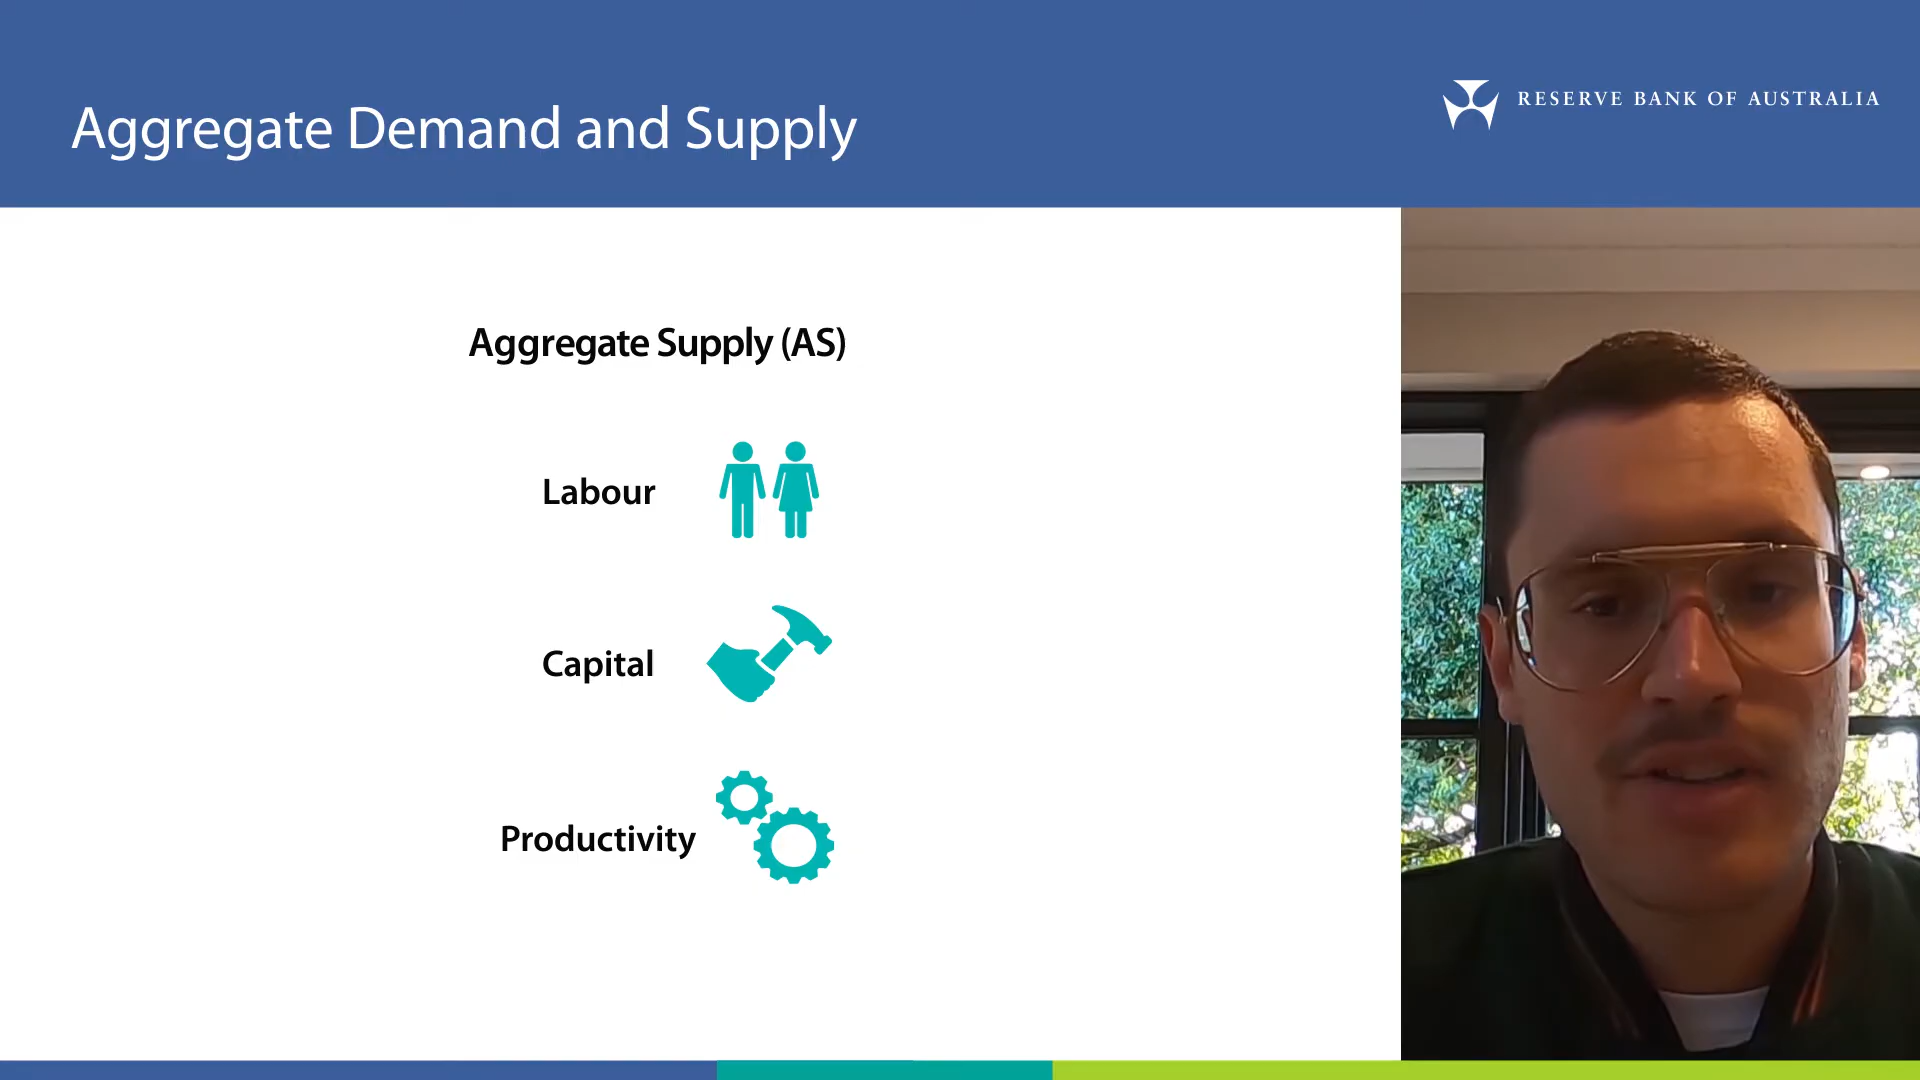 Aggregate Demand and Supply
RESERVE BANK OF AUSTRALIA
Aggregate Supply (AS)
Labour
Capital
Productivity